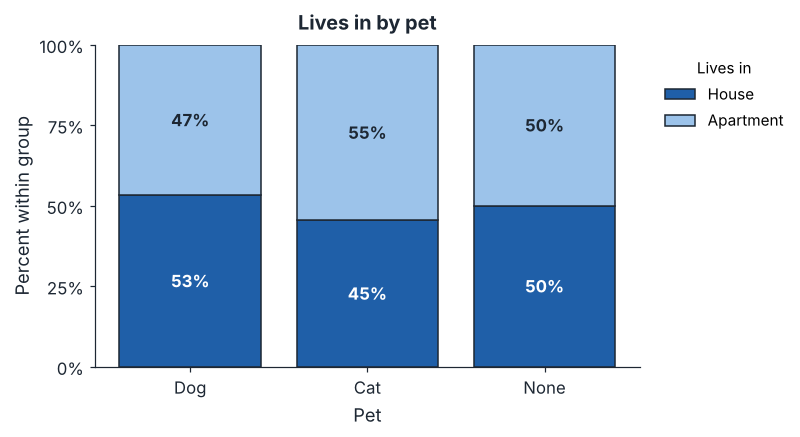 Lives in by pet
100%
75%
50%
25%
0%
Percent within group
47%
55%
50%
53%
45%
50%
Dog
Cat
None
Pet
Lives in
House
Apartment